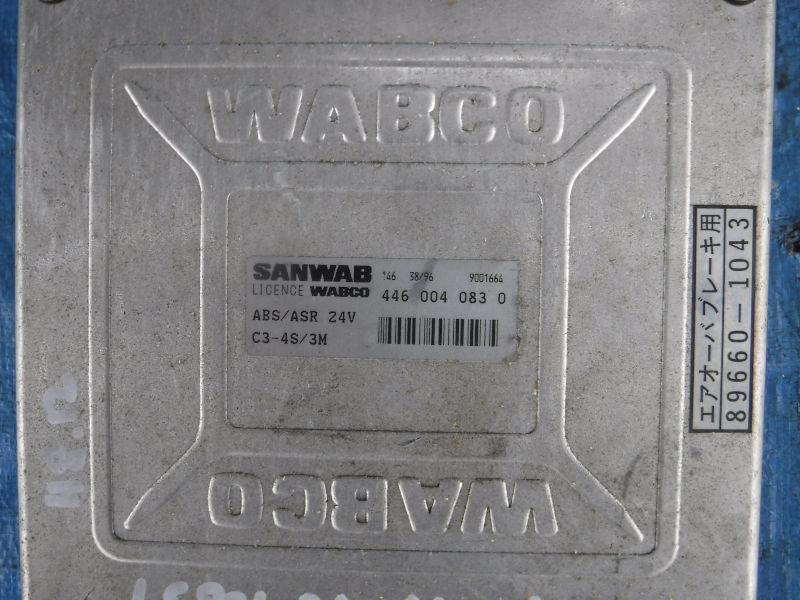 WABCO
SANWAB 146 38/96 9001664
LICENCE WABCO 446 004 083 0
ABS/ASR 24V
C3-4S/3M
エアオーバブレーキ用
89660-1043
WABCO